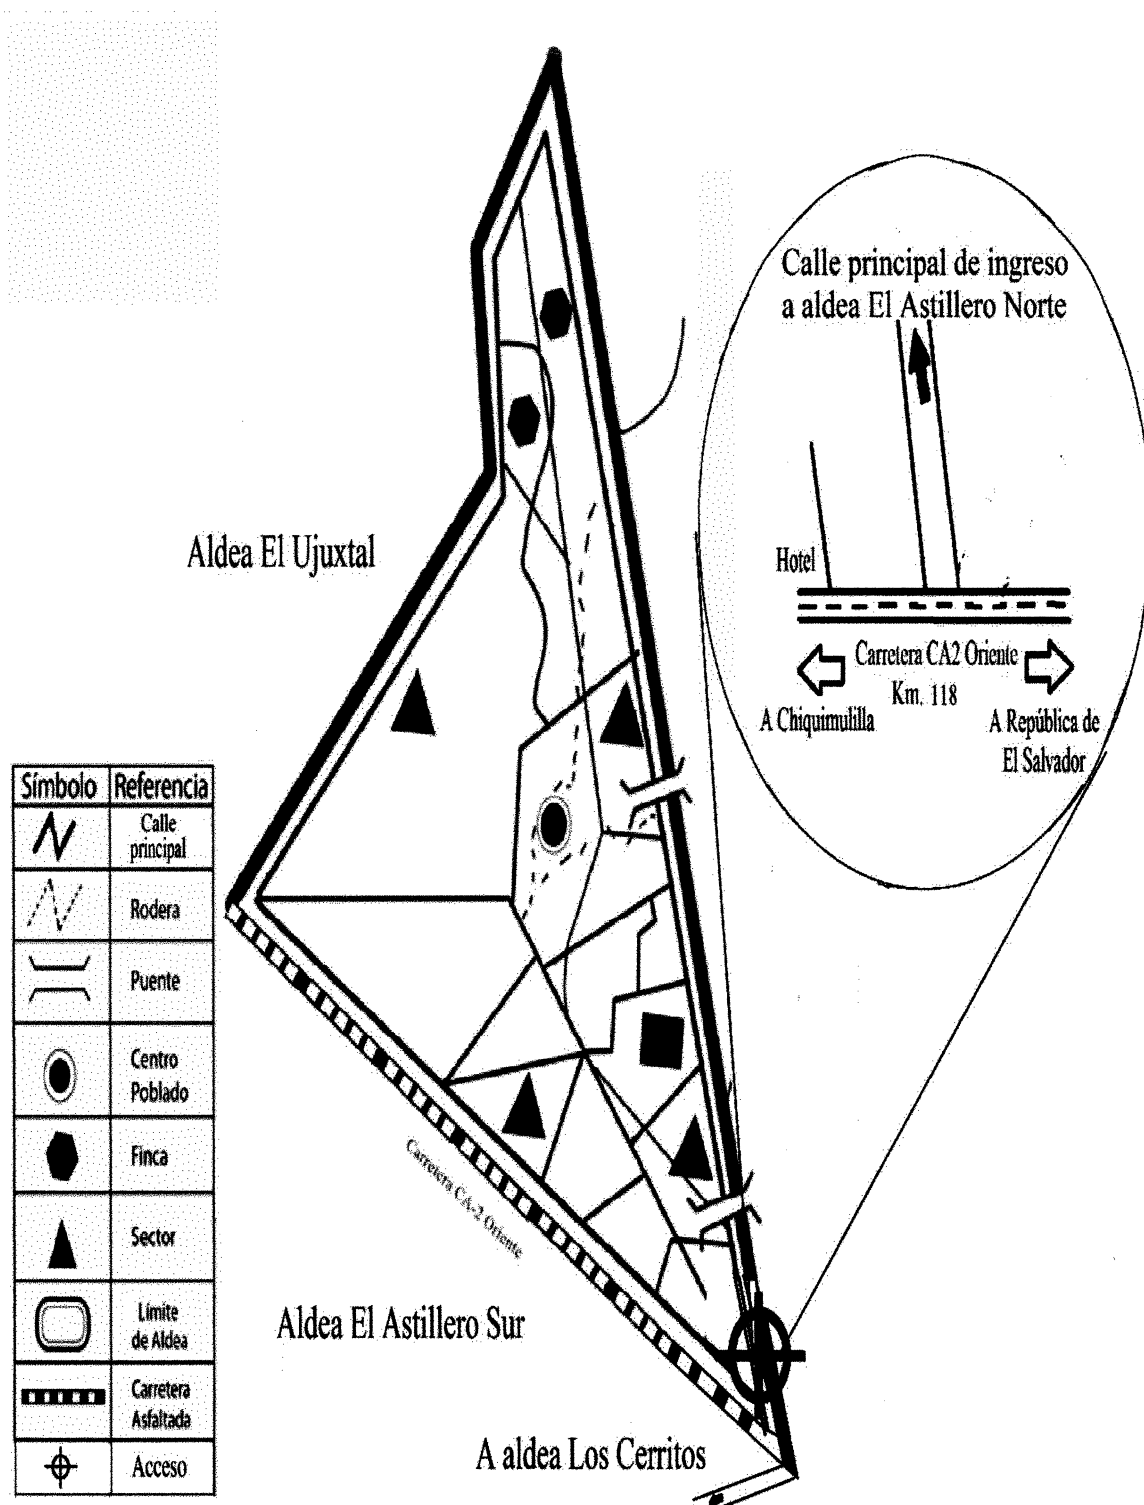 Calle principal de ingreso
a aldea El Astillero Norte
Hotel
Carretera CA2 Oriente
Km. 118
A Chiquimulilla
A República de
El Salvador
Aldea El Ujuxtal
Símbolo Referencia
Calle
principal
Rodera
Puente
Centro
Poblado
Finca
Sector
Límite
de Aldea
Carretera
Asfaltada
Acceso
Carretera CA-2 Oriente
Aldea El Astillero Sur
A aldea Los Cerritos